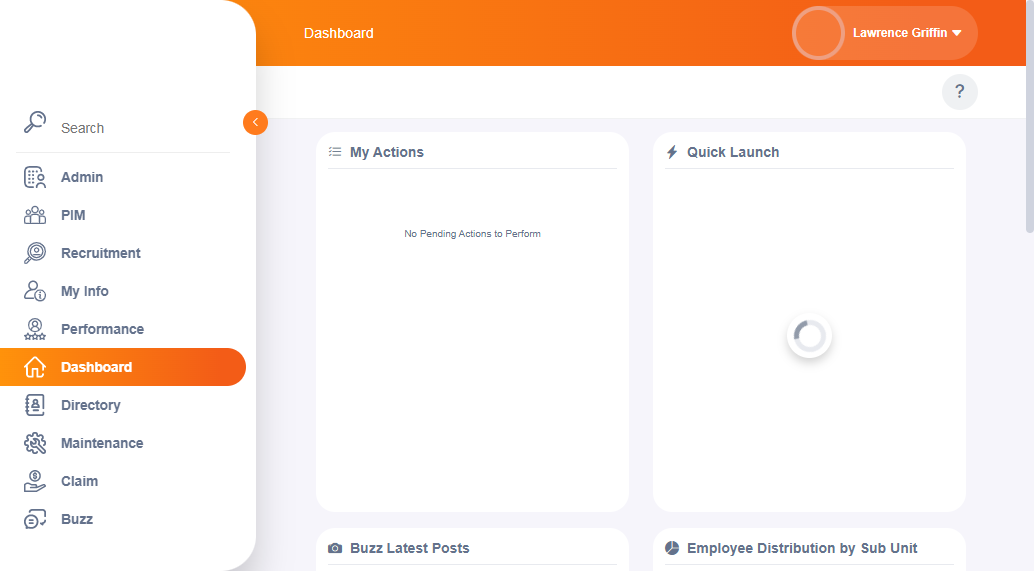 Dashboard
Lawrence Griffin
?
Search
Admin
PIM
Recruitment
My Info
Performance
Dashboard
Directory
Maintenance
Claim
Buzz
My Actions
No Pending Actions to Perform
Quick Launch
Buzz Latest Posts
Employee Distribution by Sub Unit